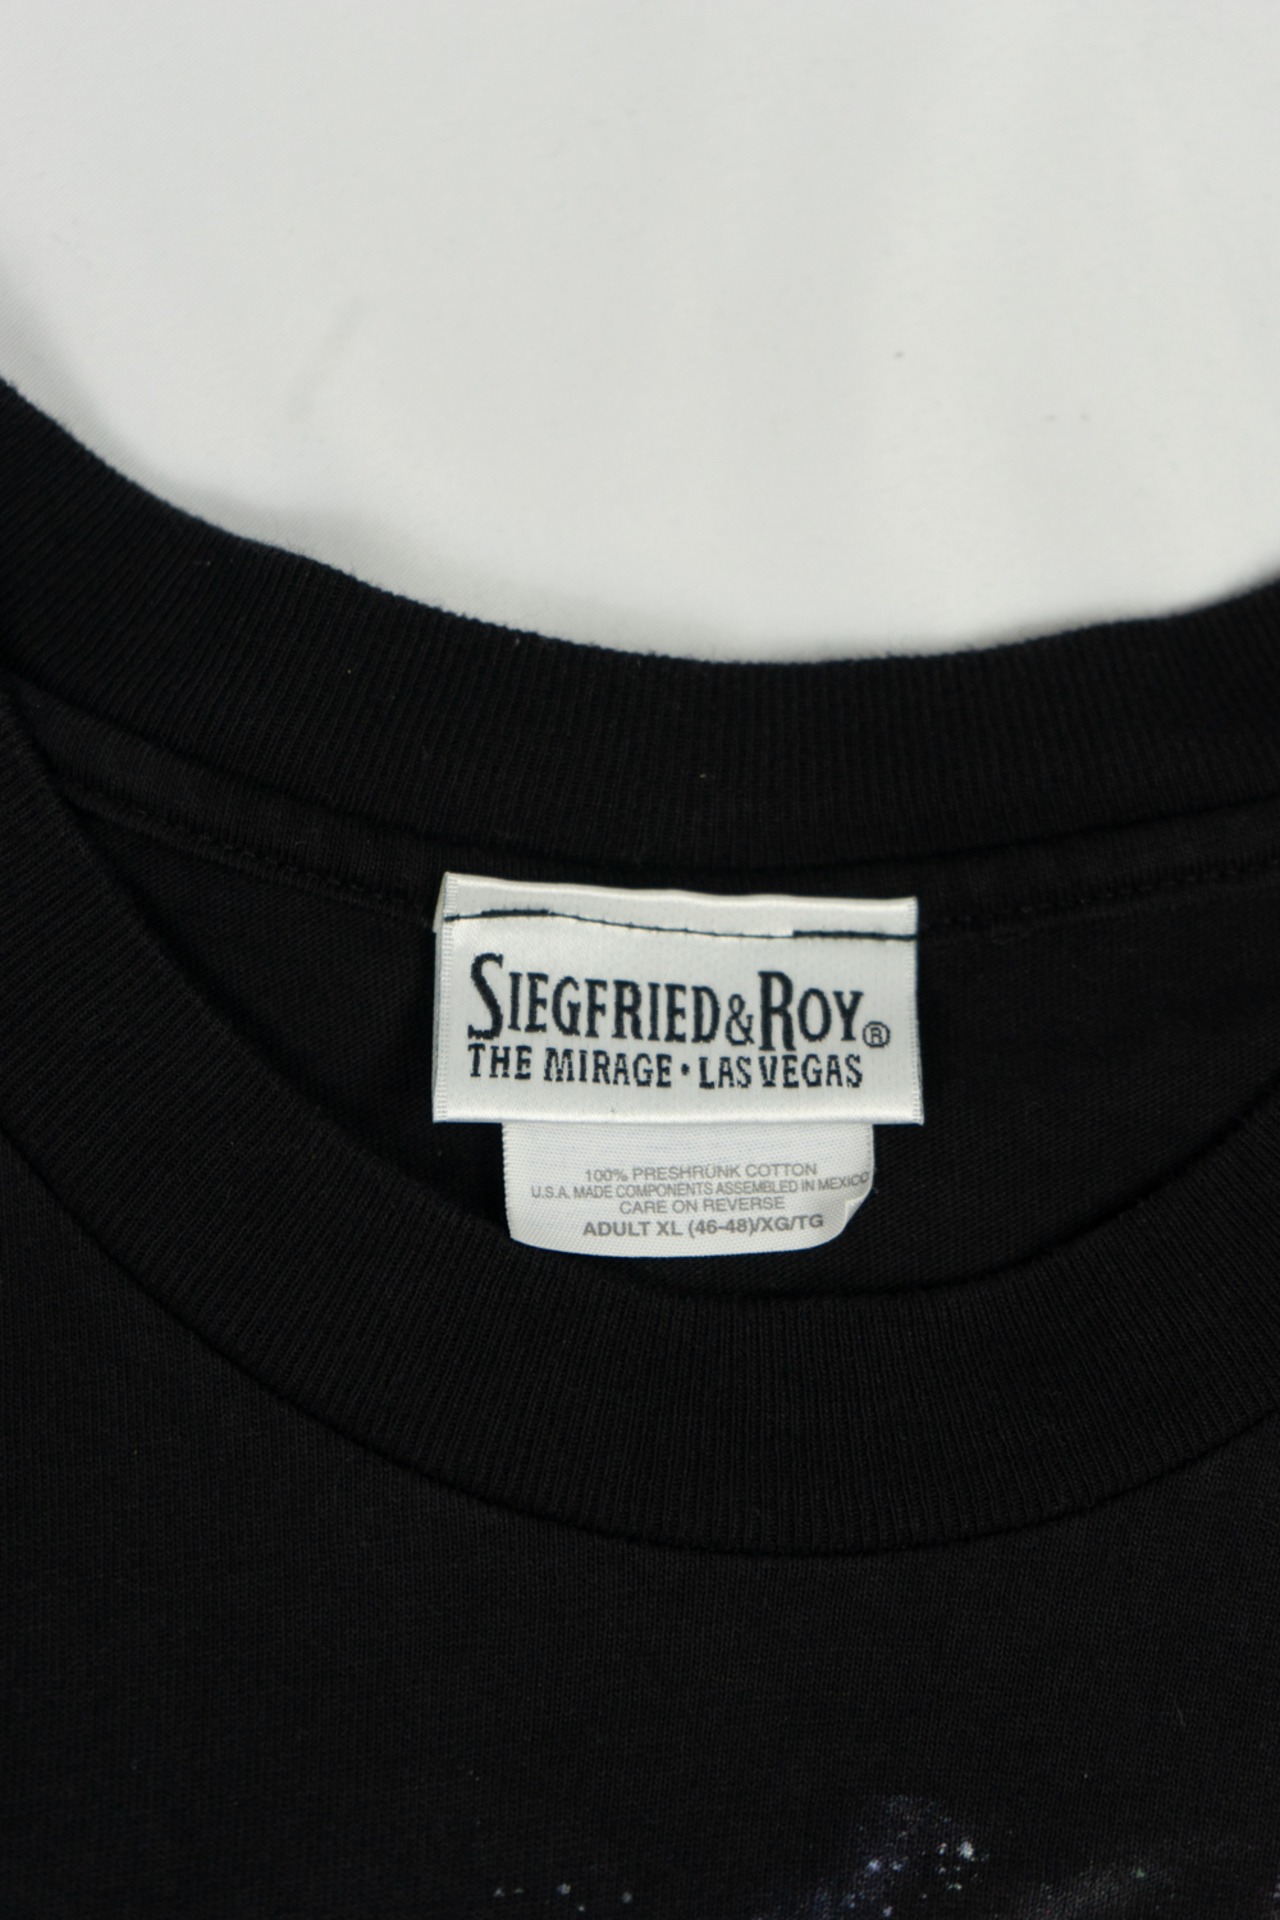 SIEGFRIED & ROY®
THE MIRAGE • LAS VEGAS
100% PRESHRUNK COTTON
U.S.A. MADE COMPONENTS ASSEMBLED IN MEXICO
CARE ON REVERSE
ADULT XL (46-48)/XG/TG